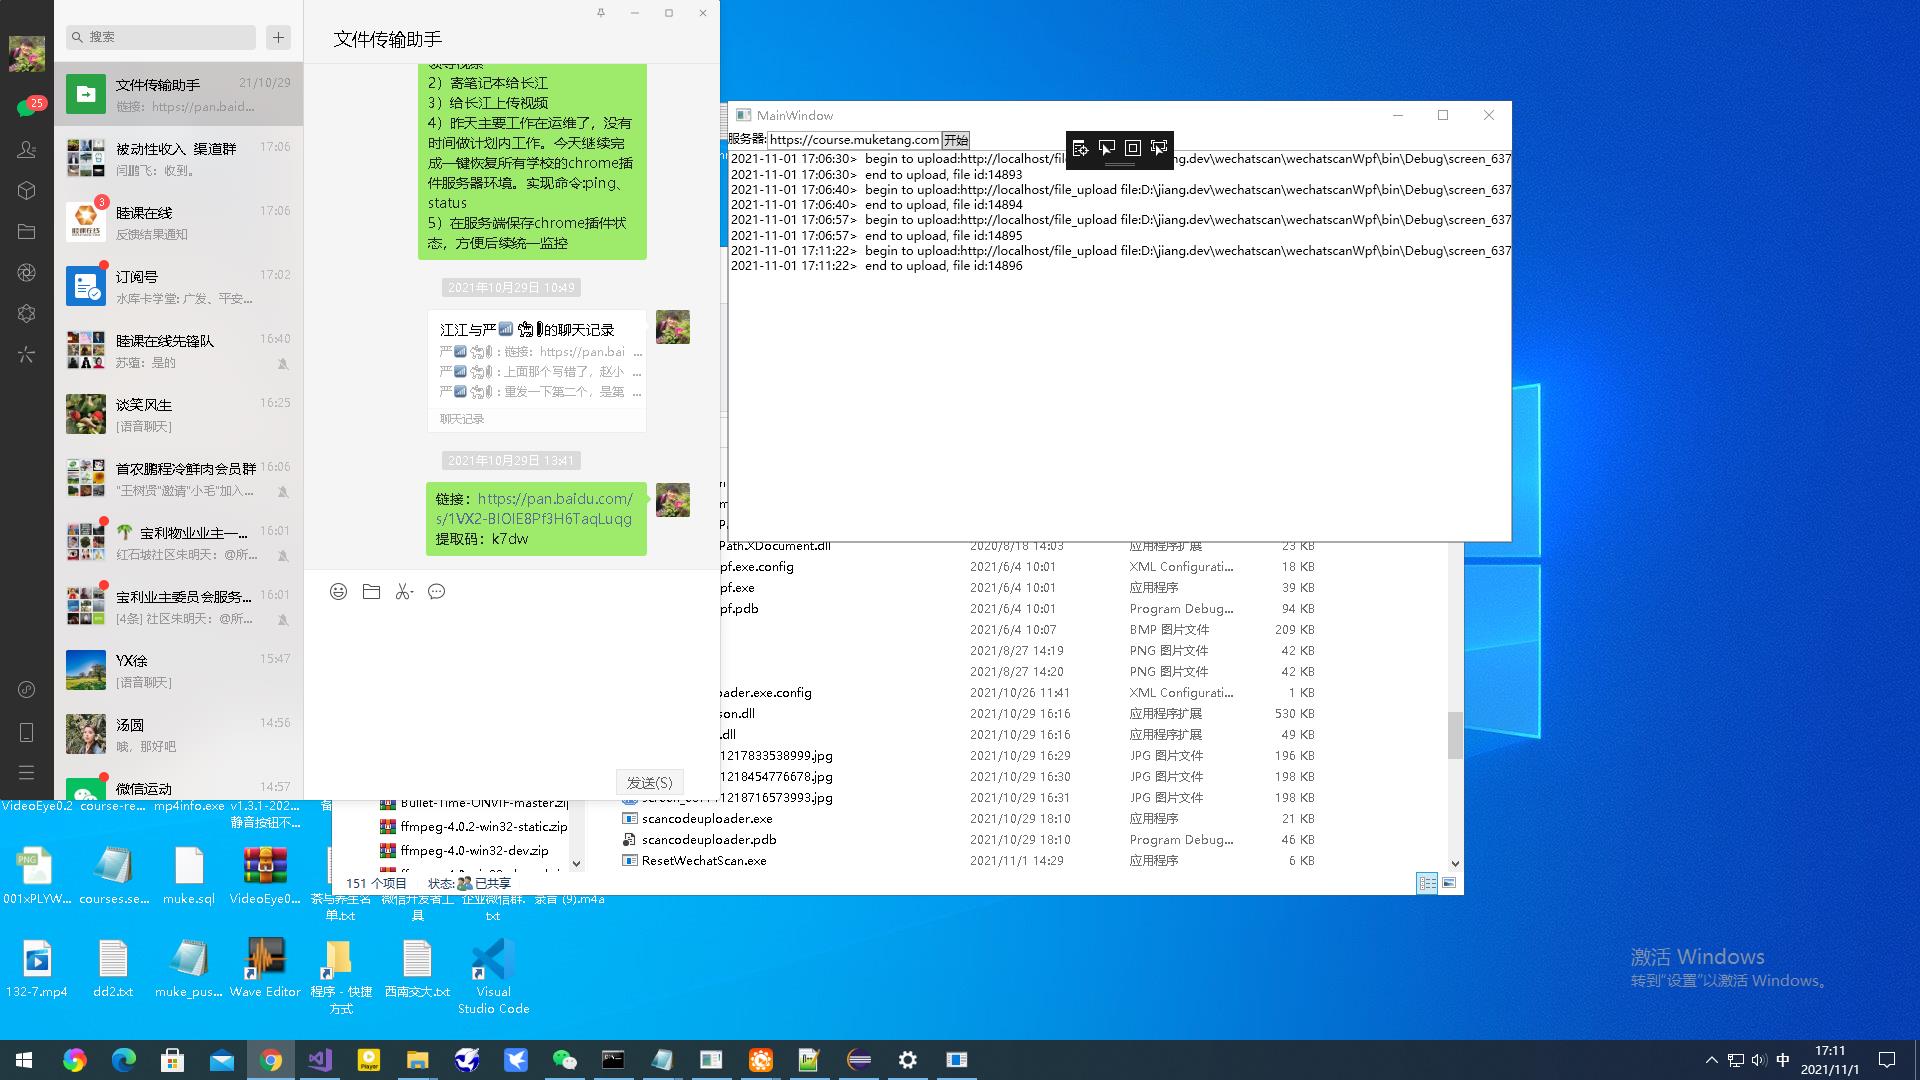 搜索
文件传输助手
21/10/29
链接：https://pan.baid...
被动性收入 渠道群
17:06
闫鹏飞：收到。
3
睦课在线
17:06
反馈结果通知
订阅号
17:02
水库卡学堂: 广发、平安...
睦课在线先锋队
16:40
苏蕴：是的
谈笑风生
16:25
[语音聊天]
首农鹏程冷鲜肉会员群
16:06
"王树贤"邀请"小毛"加入...
宝利物业业主一...
16:01
红石坡社区朱明天：@所...
宝利业主委员会服务...
16:01
[4条] 社区朱明天：@所...
YX徐
15:47
[语音聊天]
汤圆
14:56
哦，那好吧
微信运动
14:57
25
文件传输助手
2）寄笔记本给长江
3）给长江上传视频
4）昨天主要工作在运维了，没有
时间做计划内工作。今天继续完
成一键恢复所有学校的chrome插
件服务器环境。实现命令:ping、
status
5）在服务端保存chrome插件状
态，方便后续统一监控
2021年10月29日 10:49
江江与严的聊天记录
严：链接：https://pan.bai ...
严：上面那个写错了，赵小 ...
严：重发一下第二个，是第 ...
聊天记录
2021年10月29日 13:41
链接：https://pan.baidu.com/
s/1VX2-BIOIE8Pf3H6TaqLuqg
提取码：k7dw
发送(S)
MainWindow
服务器:
https://course.muketang.com
开始
2021-11-01 17:06:30> begin to upload:http://localhost/fi
_upload file:D:\jiang.dev\wechatscan\wechatscanWpf\bin\Debug\screen_637
2021-11-01 17:06:30> end to upload, file id:14893
2021-11-01 17:06:40> begin to upload:http://localhost/file_upload file:D:\jiang.dev\wechatscan\wechatscanWpf\bin\Debug\screen_637
2021-11-01 17:06:40> end to upload, file id:14894
2021-11-01 17:06:57> begin to upload:http://localhost/file_upload file:D:\jiang.dev\wechatscan\wechatscanWpf\bin\Debug\screen_637
2021-11-01 17:06:57> end to upload, file id:14895
2021-11-01 17:11:22> begin to upload:http://localhost/file_upload file:D:\jiang.dev\wechatscan\wechatscanWpf\bin\Debug\screen_637
2021-11-01 17:11:22> end to upload, file id:14896
Path.XDocument.dll 2020/8/18 14:03 应用程序扩展 23 KB
pf.exe.config 2021/6/4 10:01 XML Configurati... 18 KB
pf.exe 2021/6/4 10:01 应用程序 39 KB
pf.pdb 2021/6/4 10:01 Program Debug... 94 KB
2021/6/4 10:07 BMP 图片文件 209 KB
2021/8/27 14:19 PNG 图片文件 42 KB
2021/8/27 14:20 PNG 图片文件 42 KB
ader.exe.config 2021/10/26 11:41 XML Configurati... 1 KB
son.dll 2021/10/29 16:16 应用程序扩展 530 KB
.dll 2021/10/29 16:16 应用程序扩展 49 KB
1217833538999.jpg 2021/10/29 16:29 JPG 图片文件 196 KB
1218454776678.jpg 2021/10/29 16:30 JPG 图片文件 198 KB
1218716573993.jpg 2021/10/29 16:31 JPG 图片文件 198 KB
scancodeuploader.exe 2021/10/29 18:10 应用程序 21 KB
scancodeuploader.pdb 2021/10/29 18:10 Program Debug... 46 KB
ResetWechatScan.exe 2021/11/1 14:29 应用程序 6 KB
Bullet-Time-ONVIF-master.zip
ffmpeg-4.0.2-win32-static.zip
ffmpeg-4.0-win32-dev.zip
151 个项目 状态: 已共享
VideoEye0.2 course-re... mp4info.exe v1.3.1-202...
静音按钮不...
001xPLYW... courses.se... muke.sql VideoEye0... 茶与养生名 微信开发者工 企业微信群. 录音 (9).m4a
单.txt 具 txt
132-7.mp4 dd2.txt muke_pus... Wave Editor 程序 - 快捷 西南交大.txt Visual
方式 Studio Code
激活 Windows
转到"设置"以激活 Windows。
Player
中
17:11
2021/11/1